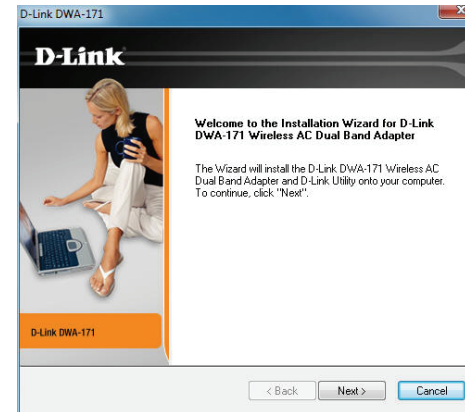 D-Link DWA-171
D-Link
Welcome to the Installation Wizard for D-Link
DWA-171 Wireless AC Dual Band Adapter
The Wizard will install the D-Link DWA-171 Wireless AC
Dual Band Adapter and D-Link Utility onto your computer.
To continue, click "Next".
D-Link DWA-171
< Back Next > Cancel